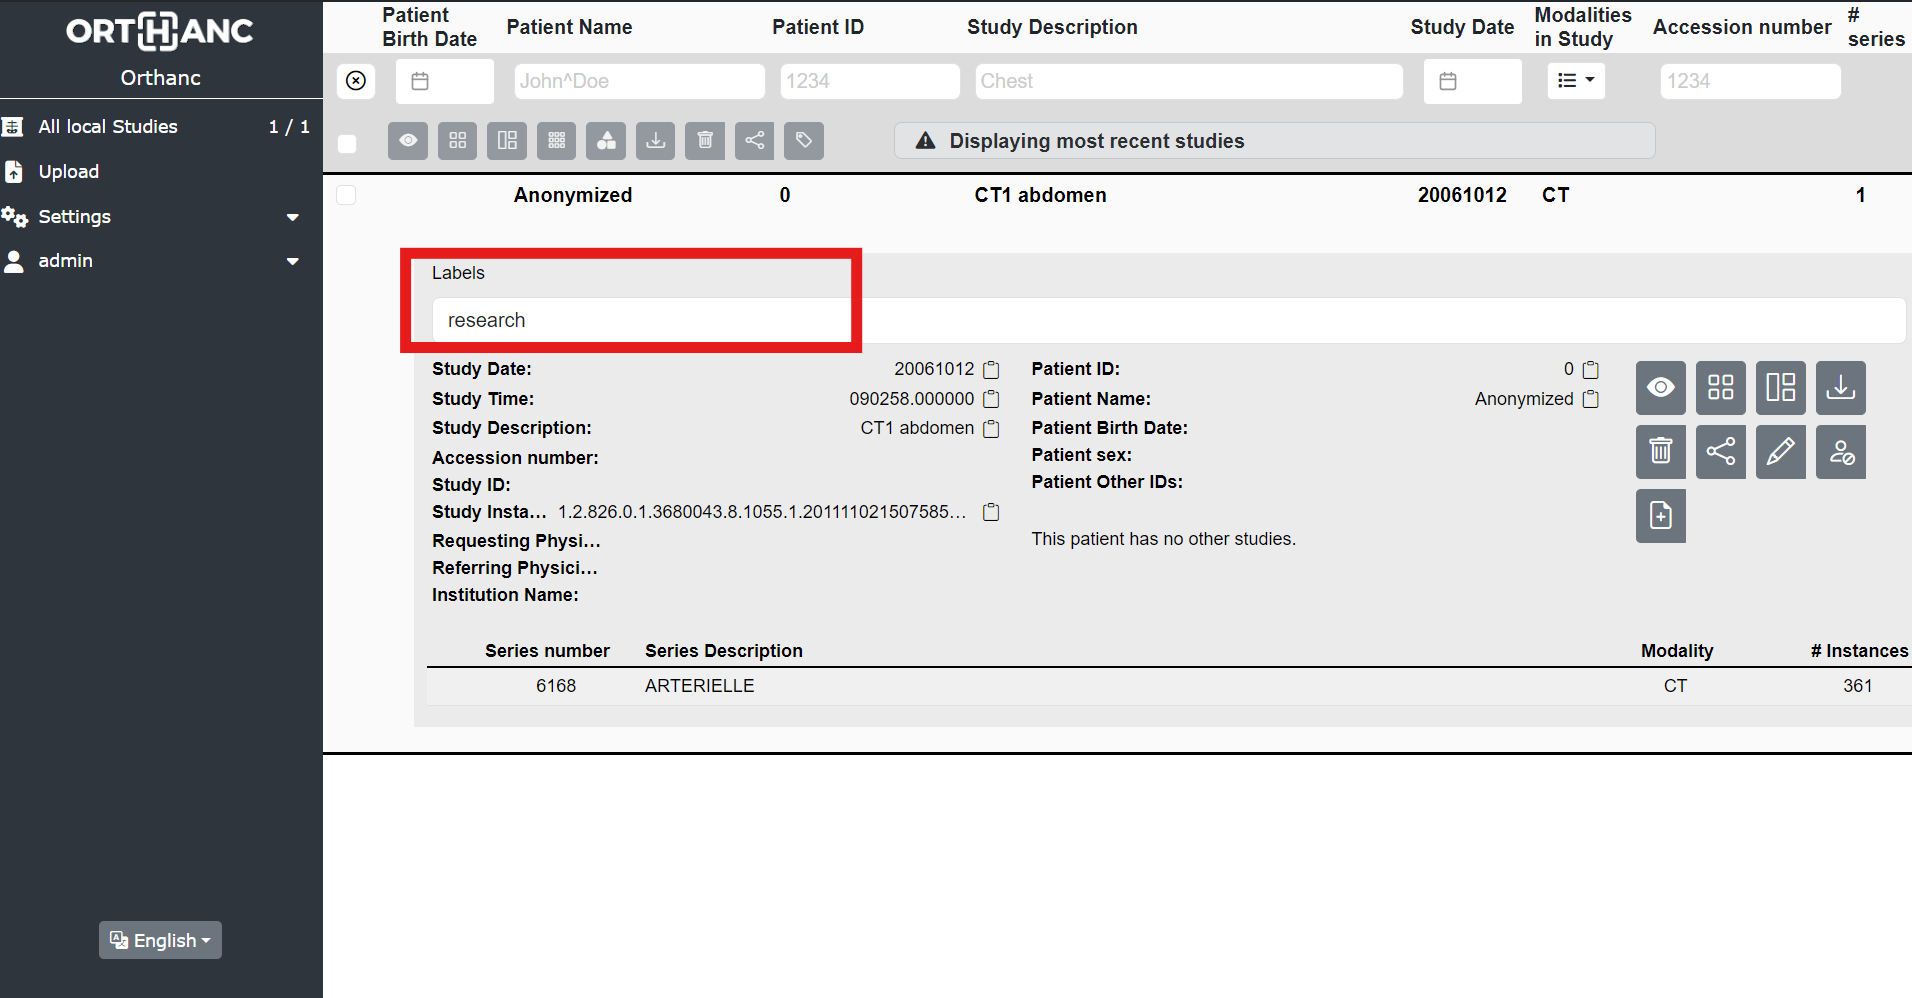 ORTHANC
Orthanc
All local Studies 1 / 1
Upload
Settings
admin
English
Patient Birth Date Patient Name Patient ID Study Description Study Date Modalities in Study Accession number # series
John^Doe 1234 Chest 1234
Displaying most recent studies
Anonymized 0 CT1 abdomen 20061012 CT 1
Labels
research
Study Date: 20061012
Study Time: 090258.000000
Study Description: CT1 abdomen
Accession number:
Study ID:
Study Insta... 1.2.826.0.1.3680043.8.1055.1.201111021507585...
Requesting Physi...
Referring Physici...
Institution Name:
Patient ID: 0
Patient Name: Anonymized
Patient Birth Date:
Patient sex:
Patient Other IDs:
This patient has no other studies.
Series number Series Description Modality # Instances
6168 ARTERIELLE CT 361